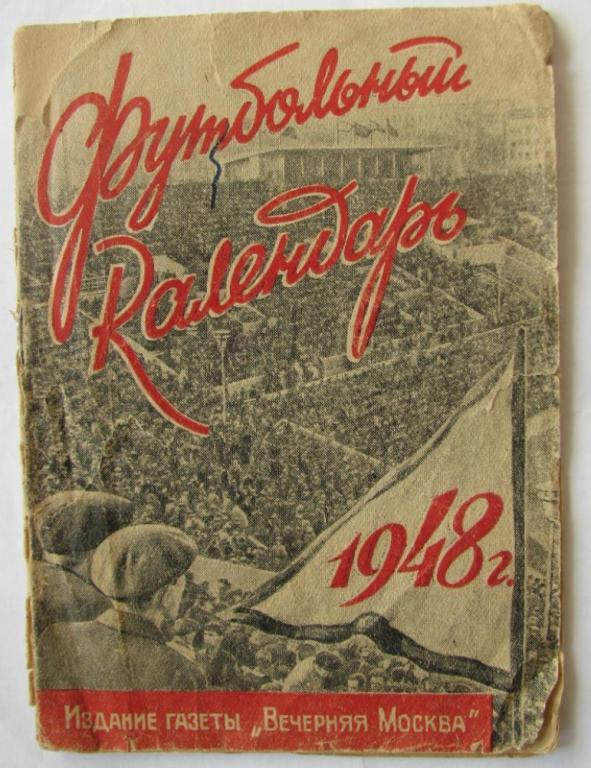 Футбольный
Календарь
1948 г.
Издание газеты „Вечерняя Москва"